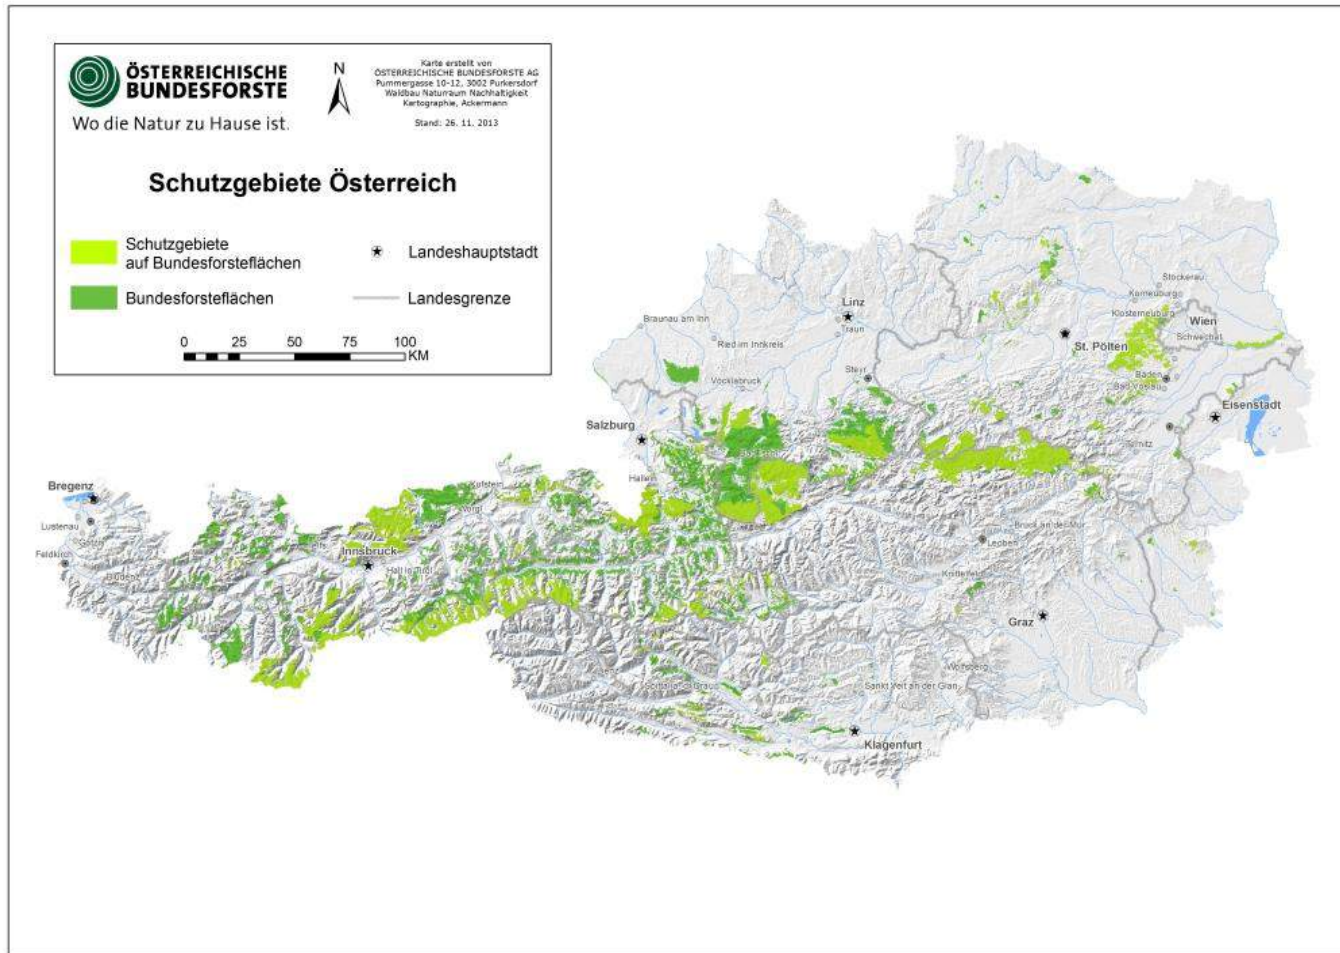 ÖSTERREICHISCHE
BUNDESFORSTE
Wo die Natur zu Hause ist.
N
Karte erstellt von
ÖSTERREICHISCHE BUNDESFORSTE AG
Pummergasse 10-12, 3002 Purkersdorf
Waldbau Naturraum Nachhaltigkeit
Kartographie, Ackermann
Stand: 26. 11. 2013
Schutzgebiete Österreich
Schutzgebiete
auf Bundesforsteflächen
Landeshauptstadt
Bundesforsteflächen
Landesgrenze
0 25 50 75 100
KM
Stockerau
Korneuburg
Linz
Klosterneuburg
Braunau am Inn
Wien
Traun
Schwechat
Ried im Innkreis
St. Pölten
Steyr
Baden
Vöcklabruck
Bad Vöslau
Eisenstadt
Salzburg
Hallein
Kufstein
Bregenz
Wörgl
Lustenau
Bruck an der Mur
Götzis
Leoben
Innsbruck
Feldkirch
Hall in Tirol
Bludenz
Knittelfeld
Graz
Wolfsberg
Sankt Veit an der Glan
Klagenfurt